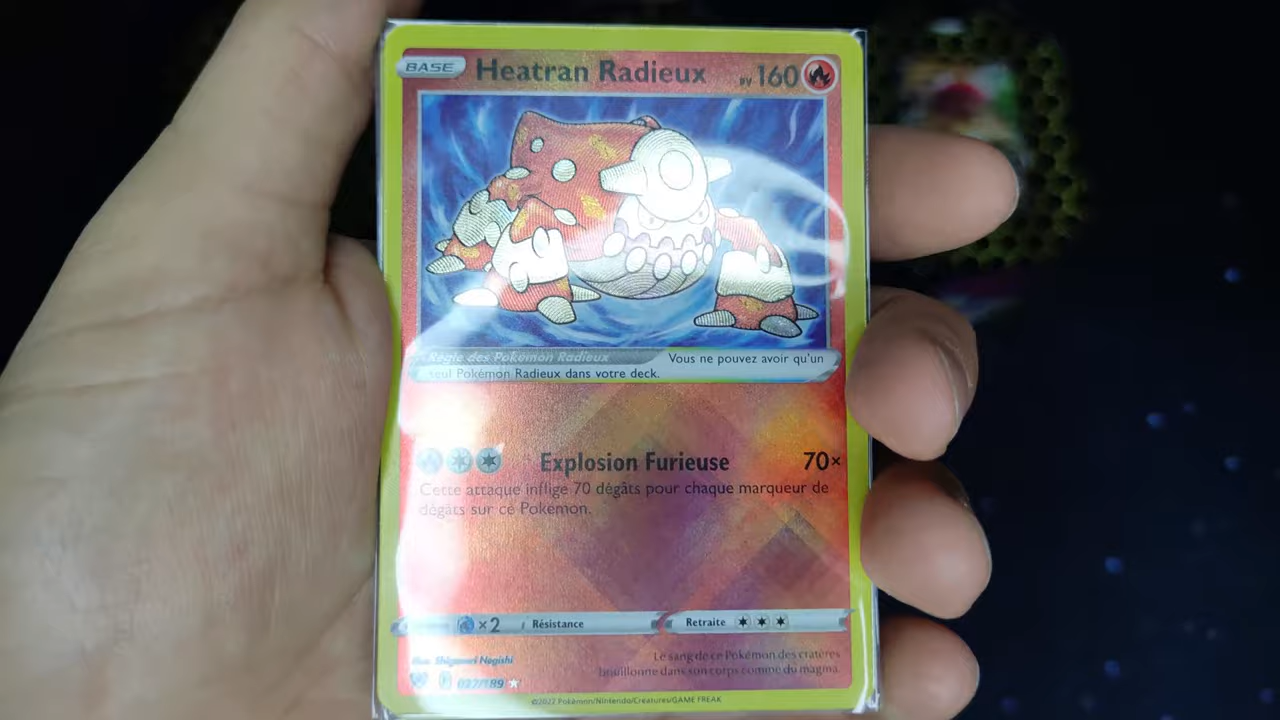 BASE Heatran Radieux PV 160
Règle des Pokémon Radieux Vous ne pouvez avoir qu'un
seul Pokémon Radieux dans votre deck.
Explosion Furieuse 70×
Cette attaque inflige 70 dégâts pour chaque marqueur de
dégâts sur ce Pokémon.
×2 Résistance Retraite
Illus. Shigenori Negishi
Le sang de ce Pokémon des cratères
bouillonne dans son corps comme du magma.
027/189
©2022 Pokémon/Nintendo/Creatures/GAME FREAK